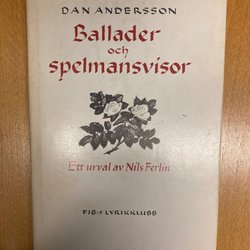 DAN ANDERSSON
Ballader
och
spelmansvisor
Ett urval av Nils Ferlin
FIB:s LYRIKKLUBB